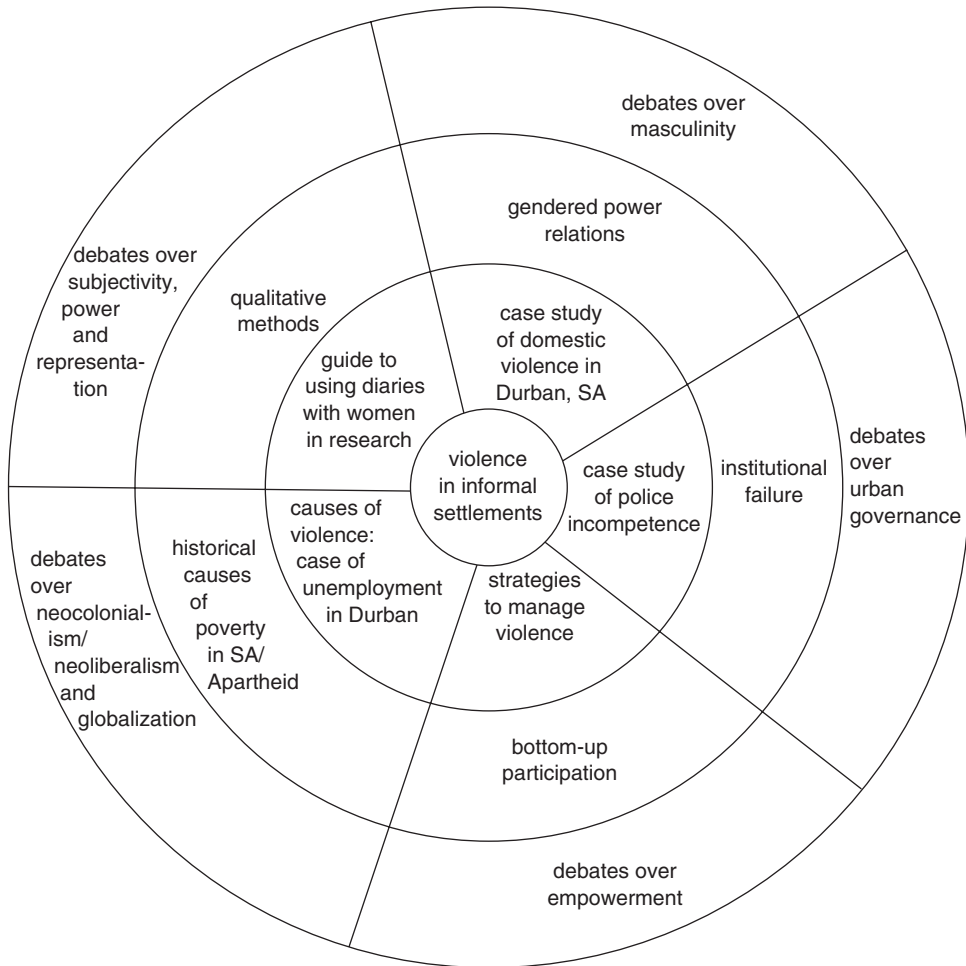 debates over
masculinity
gendered power
relations
case study
of domestic
violence in
Durban, SA
debates over
subjectivity,
power
and
representa-
tion
qualitative
methods
guide to
using diaries
with women
in research
violence
in informal
settlements
case study
of police
incompetence
institutional
failure
debates
over
urban
governance
causes of
violence:
case of
unemployment
in Durban
historical
causes
of
poverty
in SA/
Apartheid
debates
over
neocolonial-
ism/
neoliberalism
and
globalization
strategies
to manage
violence
bottom-up
participation
debates over
empowerment